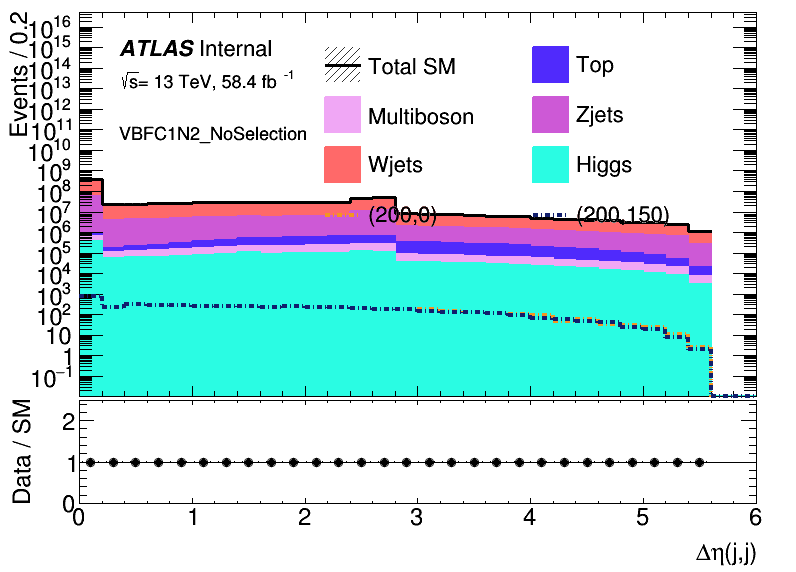 Events / 0.2
10^16
10^15
10^14
10^13
10^12
10^11
10^10
10^9
10^8
10^7
10^6
10^5
10^4
10^3
10^2
10
1
10^−1
ATLAS Internal
√s= 13 TeV, 58.4 fb^-1
VBFC1N2_NoSelection
Total SM
Top
Multiboson
Zjets
Wjets
Higgs
(200,0)
(200,150)
Data / SM
2
1
0
0 1 2 3 4 5 6
Δη(j,j)